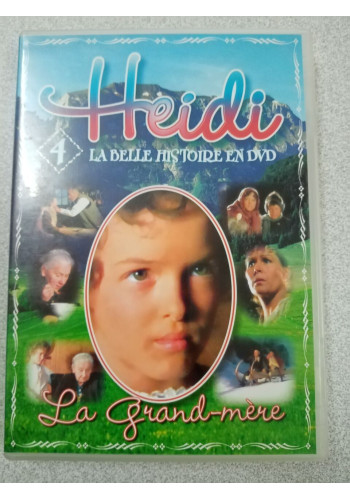 Heidi
4
LA BELLE HISTOIRE EN DVD
La Grand-mère